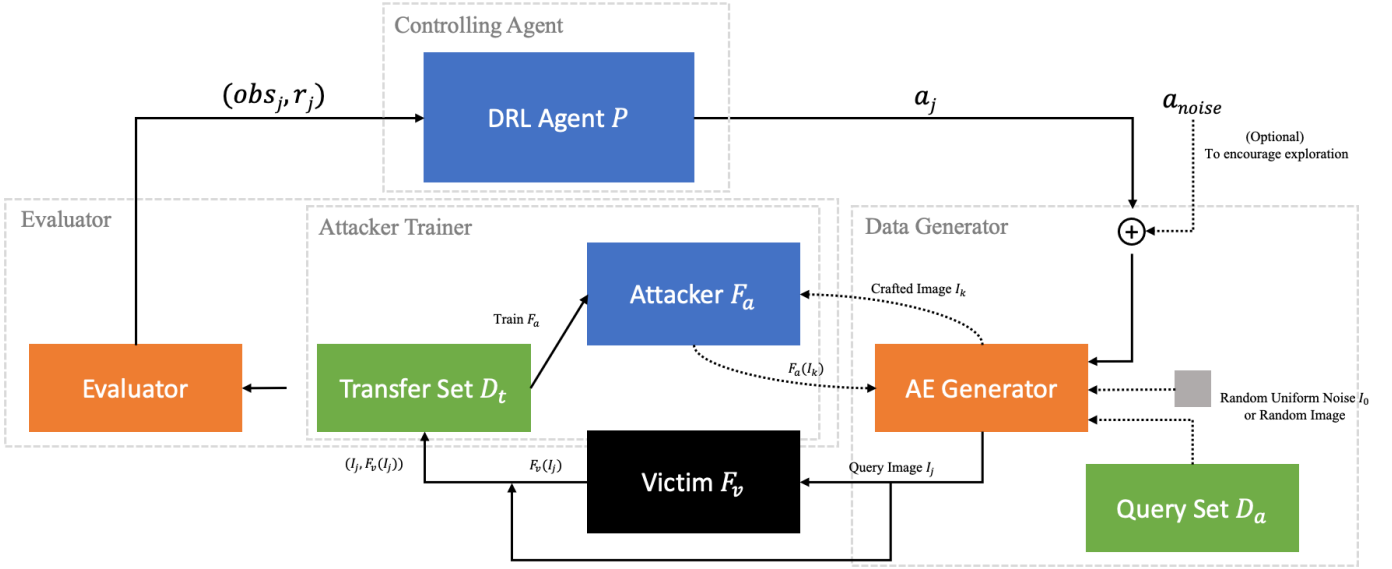 Controlling Agent
(obs_j, r_j)
DRL Agent P
a_j
a_noise
(Optional)
To encourage exploration
Evaluator
Attacker Trainer
Data Generator
+
Attacker F_a
Crafted Image I_k
Train F_a
F_a(I_k)
Evaluator
Transfer Set D_t
AE Generator
Random Uniform Noise I_0
or Random Image
(I_j, F_v(I_j))
F_v(I_j)
Victim F_v
Query Image I_j
Query Set D_a